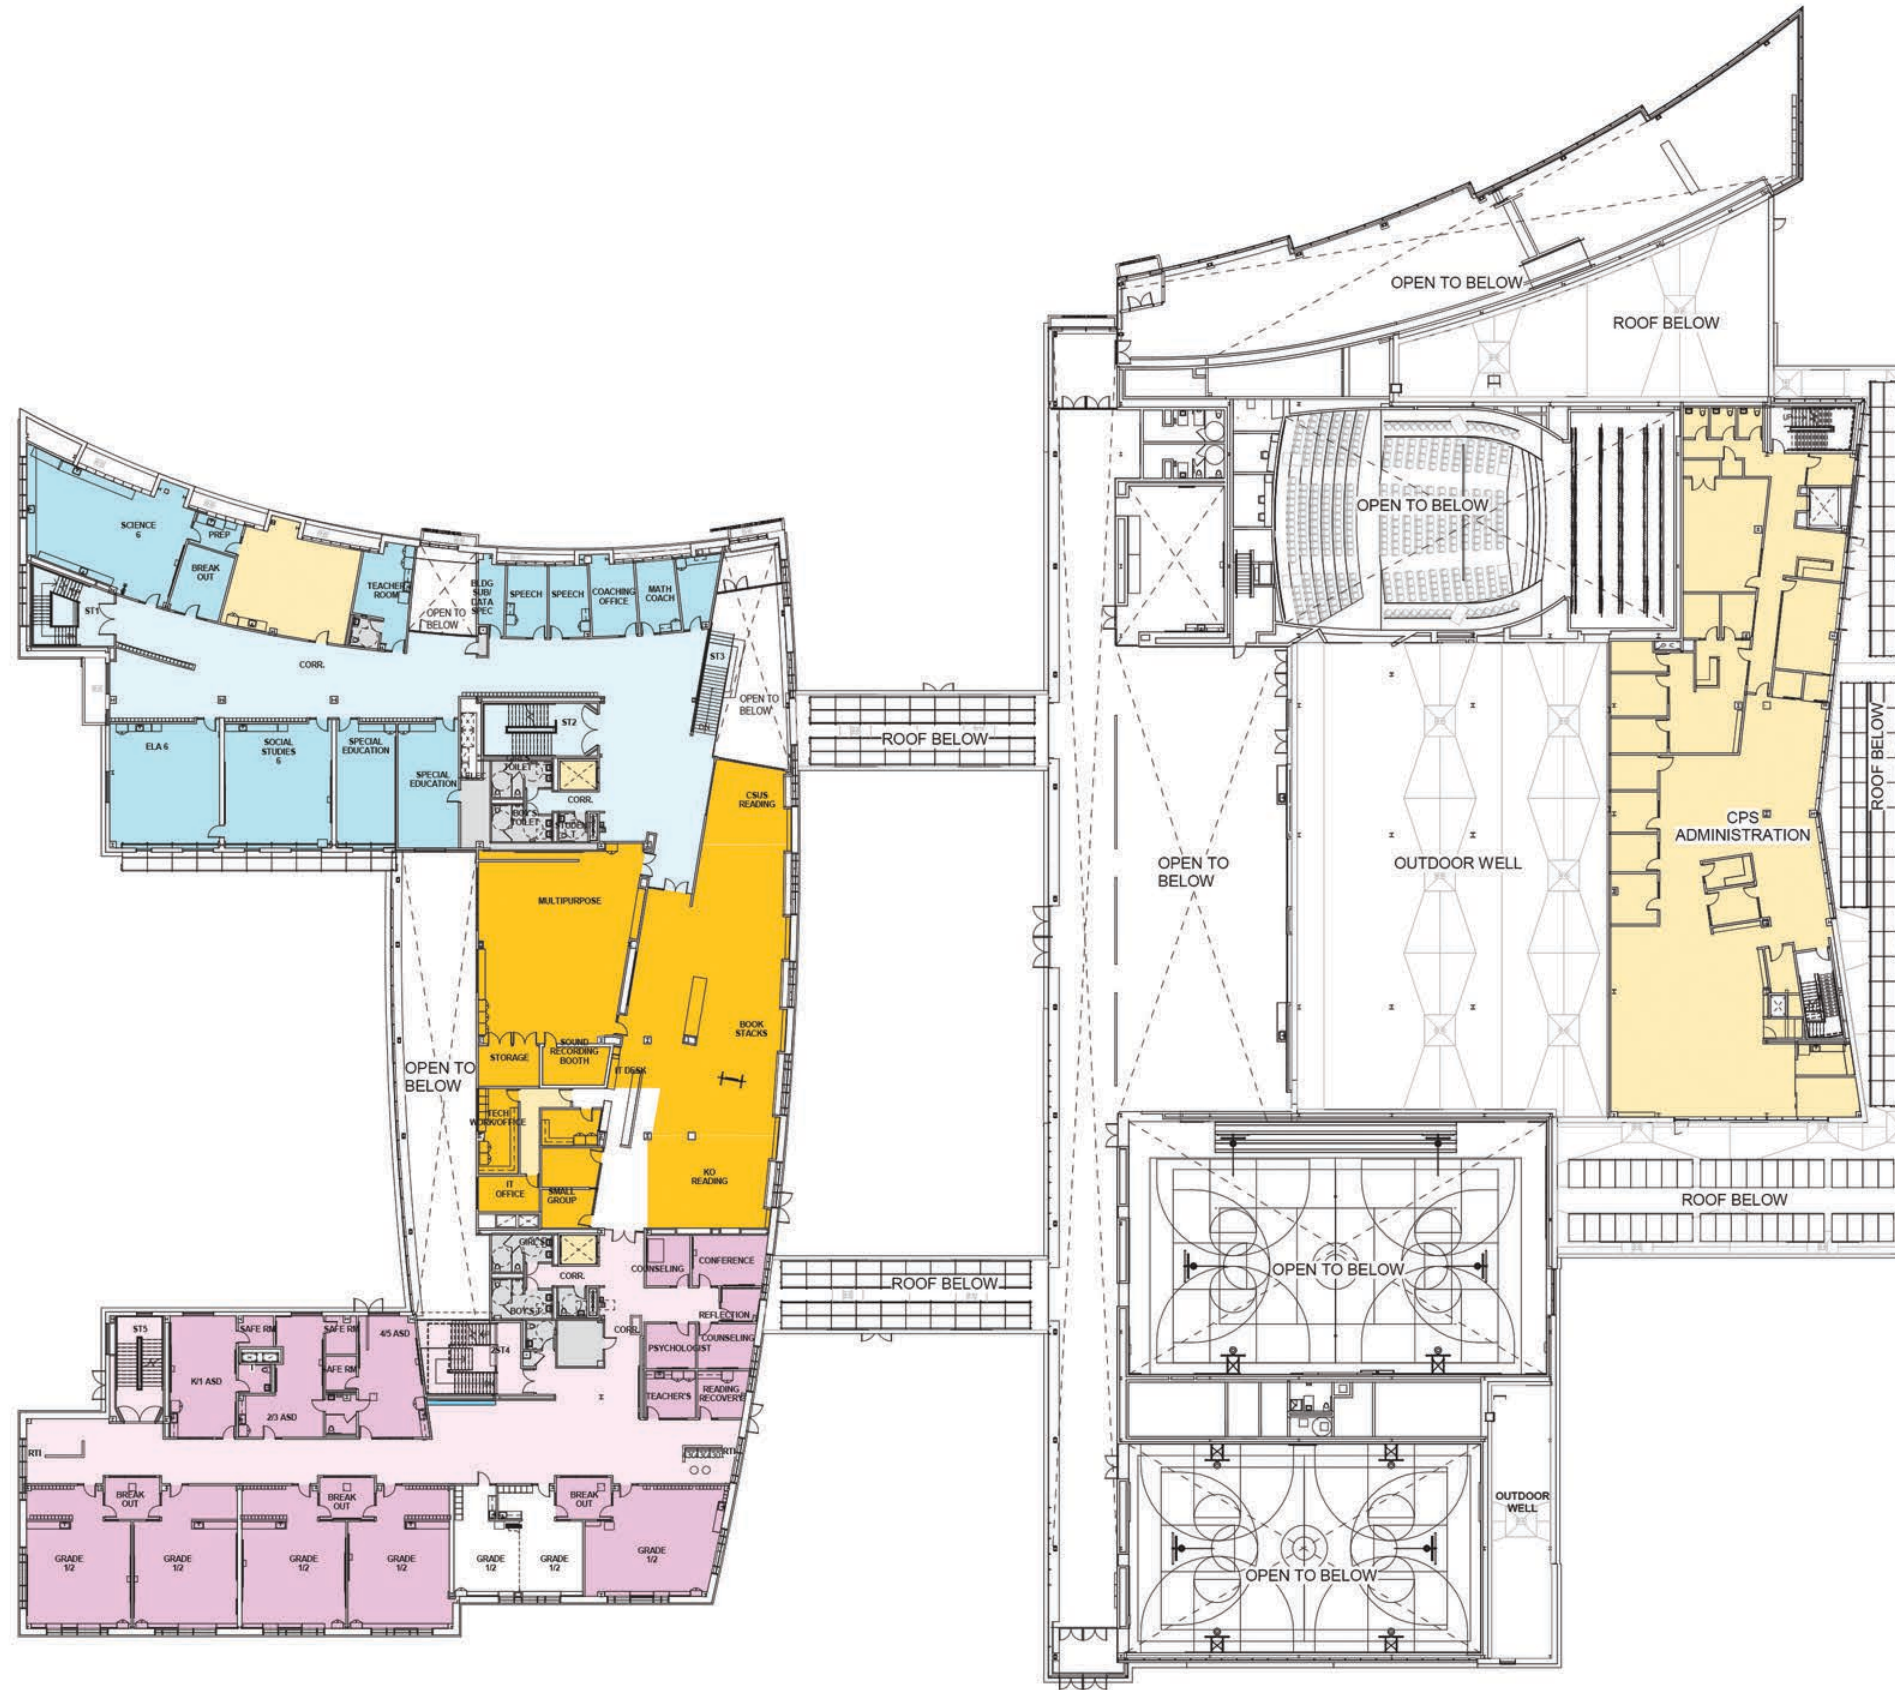 OPEN TO BELOW
ROOF BELOW
UP
OPEN TO BELOW
SCIENCE
6
PREP
BREAK
OUT
TEACHER
ROOM
OPEN TO
BELOW
BLDG
SUB/
DATA
SPEC
SPEECH
SPEECH
COACHING
OFFICE
MATH
COACH
ST1
CORR.
ST3
OPEN TO
BELOW
ELA 6
SOCIAL
STUDIES
6
SPECIAL
EDUCATION
SPECIAL
EDUCATION
ST2
TOILET
CORR.
BOY'S
TOILET
CSUS
READING
ROOF BELOW
ROOF BELOW
CPS
ADMINISTRATION
OPEN TO
BELOW
OUTDOOR WELL
MULTIPURPOSE
BOOK
STACKS
STORAGE
SOUND
RECORDING
BOOTH
IT DESK
OPEN TO
BELOW
TECH
WORK/OFFICE
IT
OFFICE
SMALL
GROUP
KO
READING
ROOF BELOW
GIRL'S
CORR.
COUNSELING
CONFERENCE
ROOF BELOW
OPEN TO BELOW
BOY'S
REFLECTION
CORR.
COUNSELING
PSYCHOLOGIST
ST5
SAFE RM
SAFE RM
4/5 ASD
2ST4
K/1 ASD
SAFE RM
2/3 ASD
TEACHER'S
READING
RECOVERY
RTI
RTI
BREAK
OUT
BREAK
OUT
BREAK
OUT
OUTDOOR
WELL
GRADE
1/2
GRADE
1/2
GRADE
1/2
GRADE
1/2
GRADE
1/2
GRADE
1/2
GRADE
1/2
OPEN TO BELOW